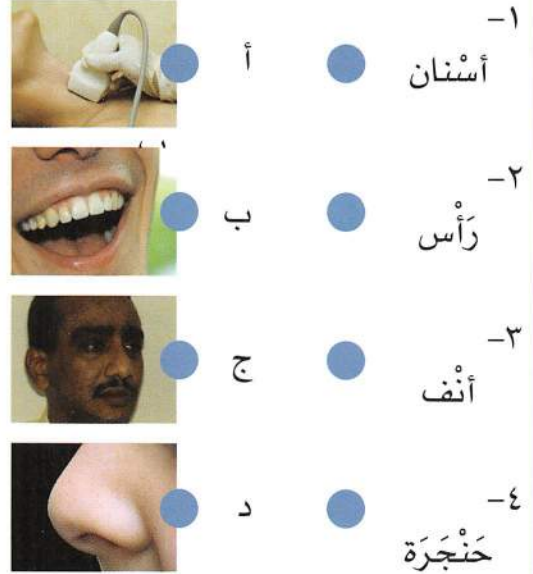 ١-
أ
أسْنان
٢-
ب
رَأْس
٣-
ج
أنْف
٤-
د
حَنْجَرَة